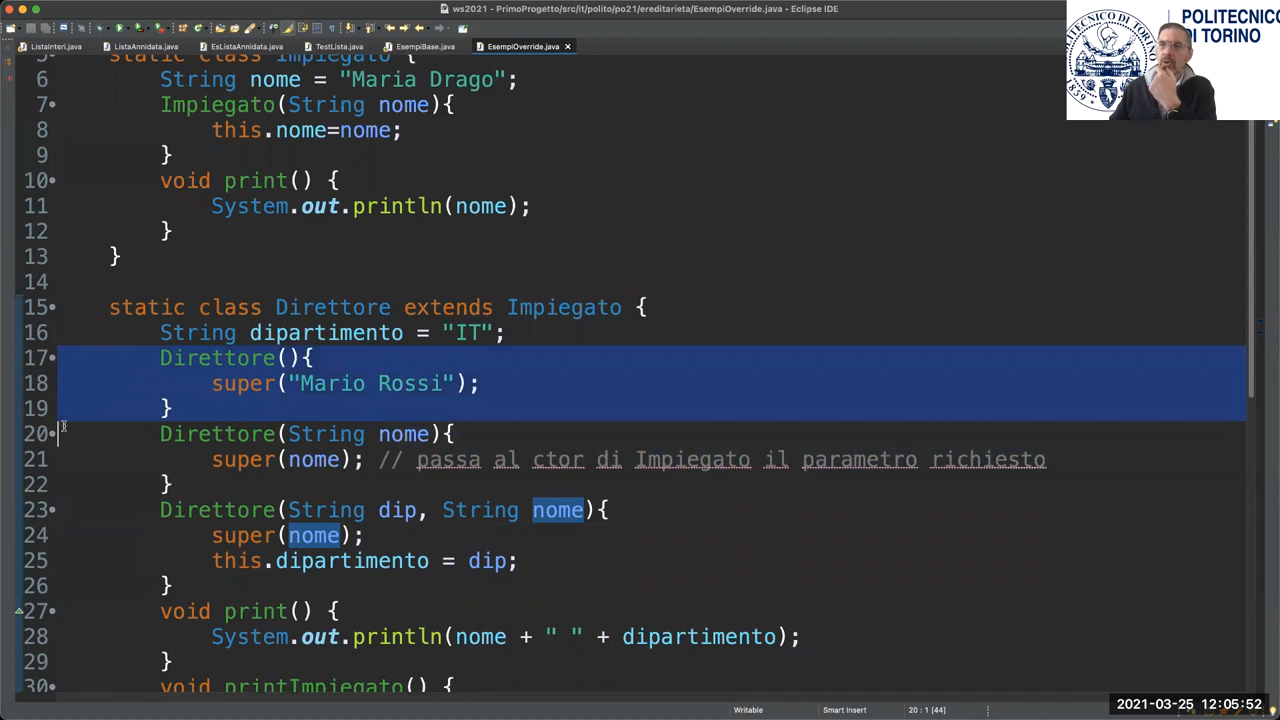 ws2021 - PrimoProgetto/src/it/polito/po21/ereditarieta/EsempiOverride.java - Eclipse IDE
ListaInteri.java ListaAnnidata.java EsListaAnnidata.java TestLista.java EsempiBase.java EsempiOverride.java
POLITECNICO
DI TORINO
static class Impiegato {
6 String nome = "Maria Drago";
7 Impiegato(String nome){
8 this.nome=nome;
9 }
10 void print() {
11 System.out.println(nome);
12 }
13 }
14
15 static class Direttore extends Impiegato {
16 String dipartimento = "IT";
17 Direttore(){
18 super("Mario Rossi");
19 }
20 Direttore(String nome){
21 super(nome); // passa al ctor di Impiegato il parametro richiesto
22 }
23 Direttore(String dip, String nome){
24 super(nome);
25 this.dipartimento = dip;
26 }
27 void print() {
28 System.out.println(nome + " " + dipartimento);
29 }
30 void printImpiegato() {
Writable Smart Insert 20 : 1 [44]
2021-03-25 12:05:52